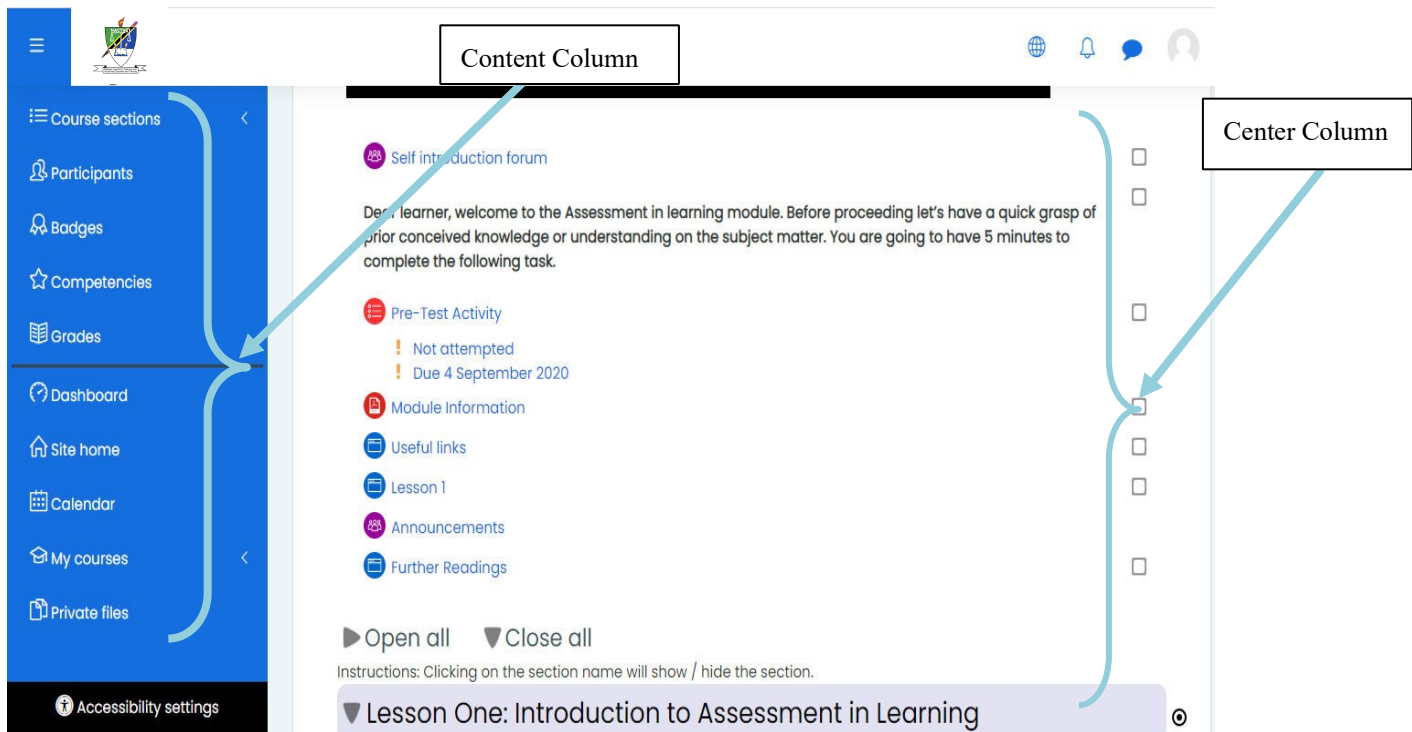 Content Column
Center Column
Course sections
Participants
Badges
Competencies
Grades
Dashboard
Site home
Calendar
My courses
Private files
Accessibility settings
Self introduction forum
Dear learner, welcome to the Assessment in learning module. Before proceeding let's have a quick grasp of
prior conceived knowledge or understanding on the subject matter. You are going to have 5 minutes to
complete the following task.
Pre-Test Activity
! Not attempted
! Due 4 September 2020
Module Information
Useful links
Lesson 1
Announcements
Further Readings
Open all Close all
Instructions: Clicking on the section name will show / hide the section.
Lesson One: Introduction to Assessment in Learning